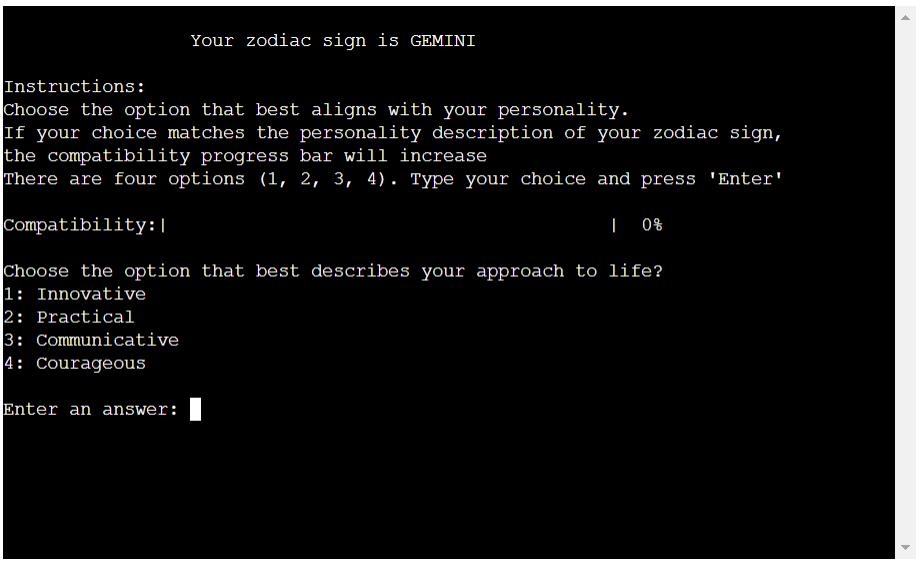 Your zodiac sign is GEMINI
Instructions:
Choose the option that best aligns with your personality.
If your choice matches the personality description of your zodiac sign,
the compatibility progress bar will increase
There are four options (1, 2, 3, 4). Type your choice and press 'Enter'
Compatibility:|                                        |  0%
Choose the option that best describes your approach to life?
1: Innovative
2: Practical
3: Communicative
4: Courageous
Enter an answer: